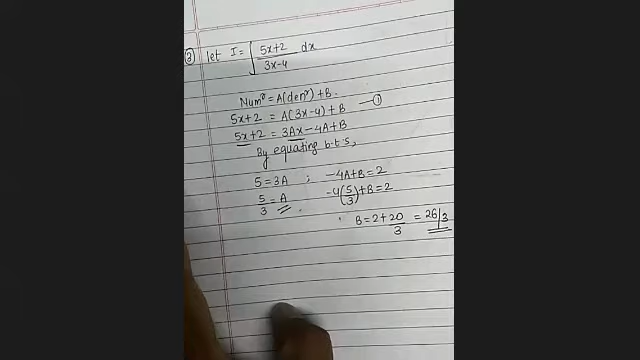 ③ let I = ∫ 5x+2/3x-4 dx
Numʳ = A(denʳ) + B.
5x+2 = A(3x-4) + B —①
5x+2 = 3Ax - 4A + B
By equating b.t.s,
5 = 3A ; -4A+B = 2
5/3 = A -4(5/3)+B = 2
B = 2 + 20/3 = 26/3